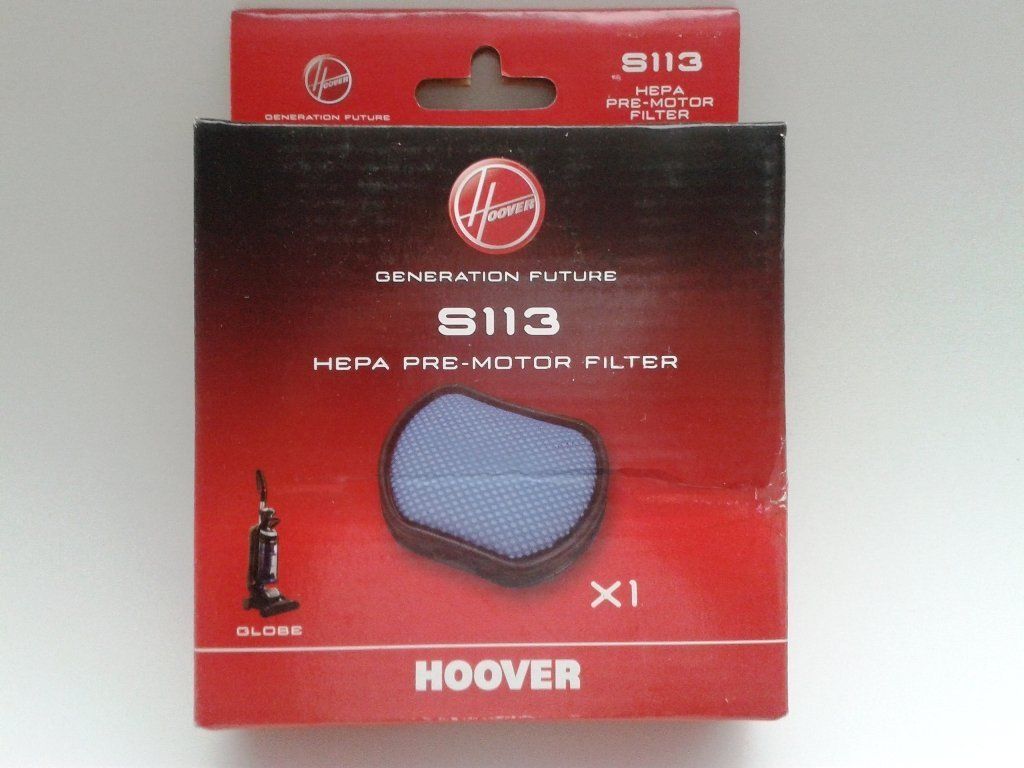 HOOVER
GENERATION FUTURE
S113
HEPA
PRE-MOTOR
FILTER
HOOVER
GENERATION FUTURE
S113
HEPA PRE-MOTOR FILTER
X1
GLOBE
HOOVER